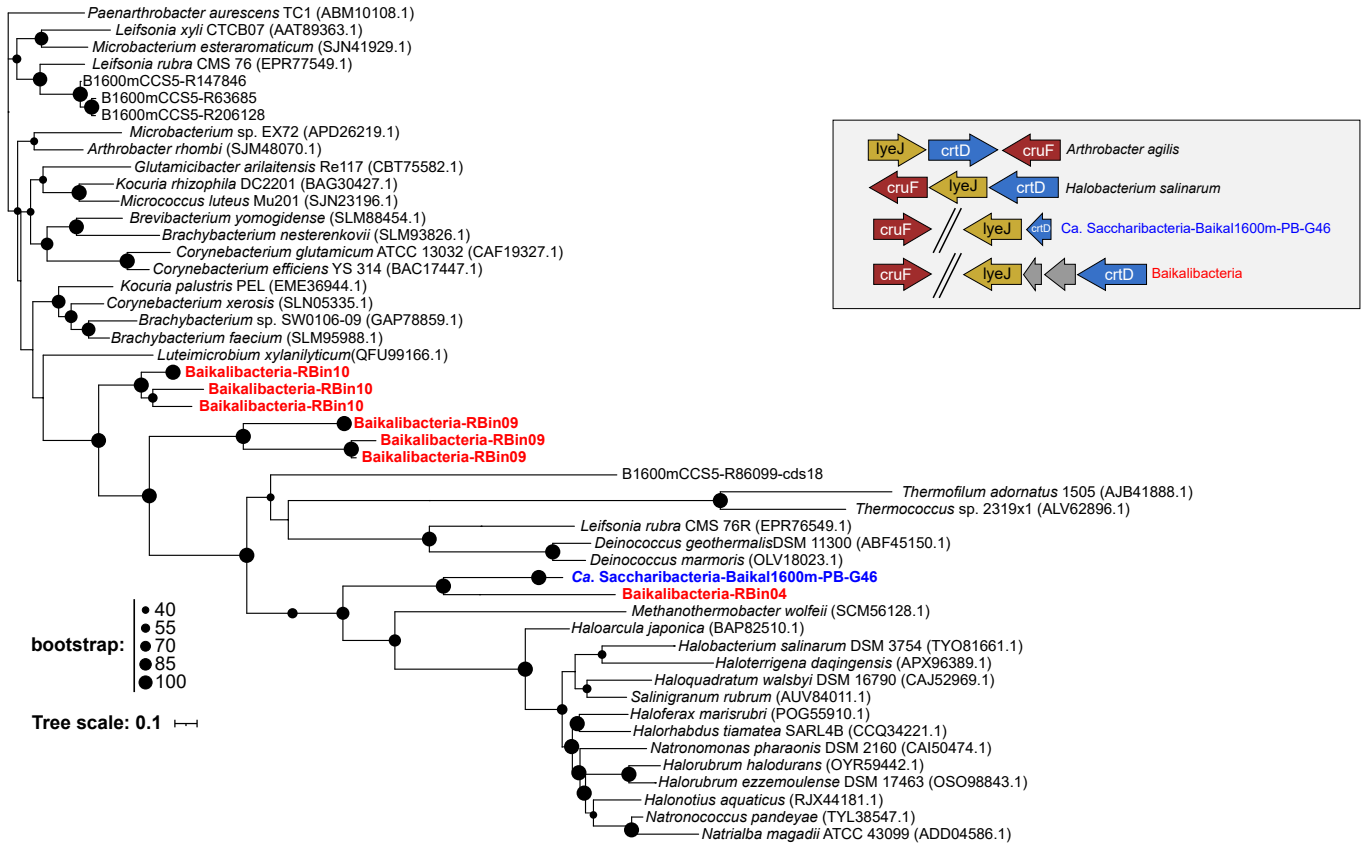 Paenarthrobacter aurescens TC1 (ABM10108.1)
Leifsonia xyli CTCB07 (AAT89363.1)
Microbacterium esteraromaticum (SJN41929.1)
Leifsonia rubra CMS 76 (EPR77549.1)
B1600mCCS5-R147846
B1600mCCS5-R63685
B1600mCCS5-R206128
Microbacterium sp. EX72 (APD26219.1)
Arthrobacter rhombi (SJM48070.1)
Glutamicibacter arilaitensis Re117 (CBT75582.1)
Kocuria rhizophila DC2201 (BAG30427.1)
Micrococcus luteus Mu201 (SJN23196.1)
Brevibacterium yomogidense (SLM88454.1)
Brachybacterium nesterenkovii (SLM93826.1)
Corynebacterium glutamicum ATCC 13032 (CAF19327.1)
Corynebacterium efficiens YS 314 (BAC17447.1)
Kocuria palustris PEL (EME36944.1)
Corynebacterium xerosis (SLN05335.1)
Brachybacterium sp. SW0106-09 (GAP78859.1)
Brachybacterium faecium (SLM95988.1)
Luteimicrobium xylanilyticum(QFU99166.1)
Baikalibacteria-RBin10
Baikalibacteria-RBin10
Baikalibacteria-RBin10
Baikalibacteria-RBin09
Baikalibacteria-RBin09
Baikalibacteria-RBin09
B1600mCCS5-R86099-cds18
Thermofilum adornatus 1505 (AJB41888.1)
Thermococcus sp. 2319x1 (ALV62896.1)
Leifsonia rubra CMS 76R (EPR76549.1)
Deinococcus geothermalisDSM 11300 (ABF45150.1)
Deinococcus marmoris (OLV18023.1)
Ca. Saccharibacteria-Baikal1600m-PB-G46
Baikalibacteria-RBin04
Methanothermobacter wolfeii (SCM56128.1)
Haloarcula japonica (BAP82510.1)
Halobacterium salinarum DSM 3754 (TYO81661.1)
Haloterrigena daqingensis (APX96389.1)
Haloquadratum walsbyi DSM 16790 (CAJ52969.1)
Salinigranum rubrum (AUV84011.1)
Haloferax marisrubri (POG55910.1)
Halorhabdus tiamatea SARL4B (CCQ34221.1)
Natronomonas pharaonis DSM 2160 (CAI50474.1)
Halorubrum halodurans (OYR59442.1)
Halorubrum ezzemoulense DSM 17463 (OSO98843.1)
Halonotius aquaticus (RJX44181.1)
Natronococcus pandeyae (TYL38547.1)
Natrialba magadii ATCC 43099 (ADD04586.1)
bootstrap:
40
55
70
85
100
Tree scale: 0.1
lyeJ crtD cruF Arthrobacter agilis
cruF lyeJ crtD Halobacterium salinarum
cruF // lyeJ crtD Ca. Saccharibacteria-Baikal1600m-PB-G46
cruF // lyeJ crtD Baikalibacteria